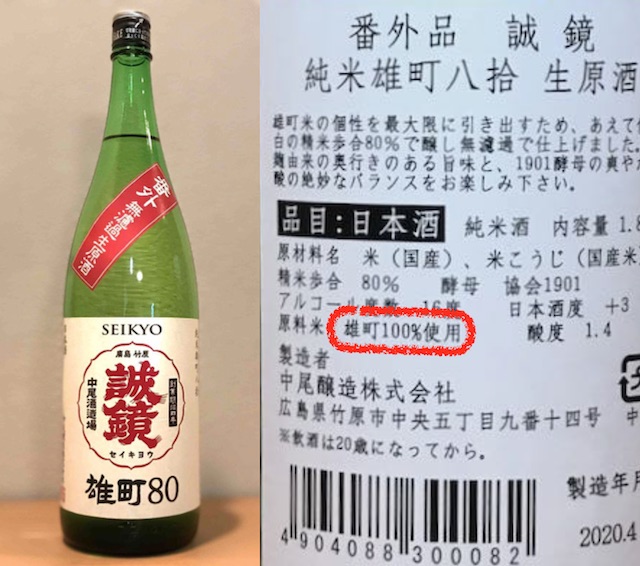 番外
無濾過生原酒
SEIKYO
廣島 竹原
誠鏡
中尾酒造場
セイキョウ
雄町80
番外品 誠鏡
純米雄町八拾 生原酒
雄町米の個性を最大限に引き出すため、あえて
白の精米歩合80%で醸し無濾過で仕上げました。
麹由来の奥行きのある旨味と、1901酵母の爽や
酸の絶妙なバランスをお楽しみ下さい。
品目:日本酒 純米酒 内容量 1.8
原材料名 米(国産)、米こうじ(国産米
精米歩合 80% 酵母 協会1901
アルコール度数 16度 日本酒度 +3
原料米 雄町100%使用 酸度 1.4
製造者
中尾醸造株式会社
広島県竹原市中央五丁目九番十四号 中
※飲酒は20歳になってから。
製造年月
2020.4
4 904088 300082